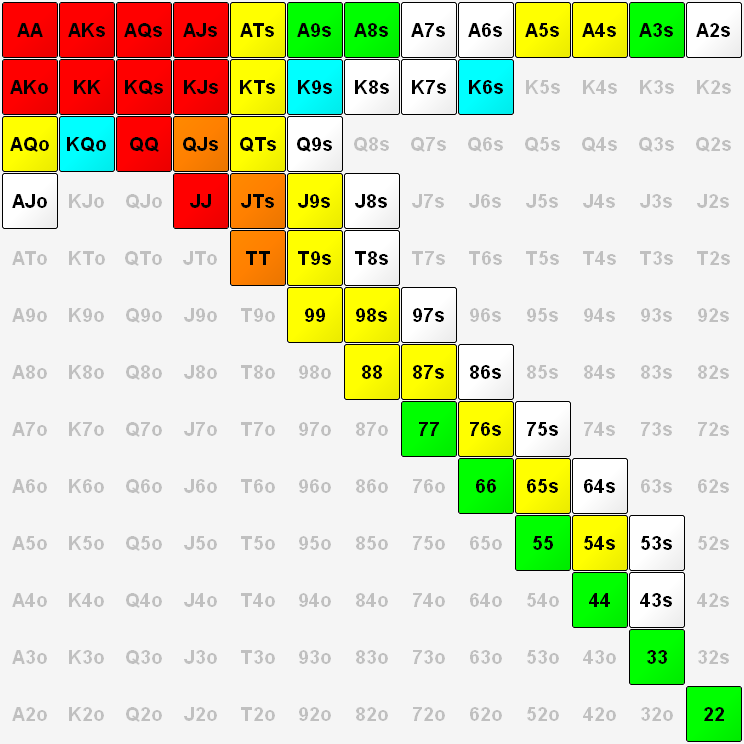 AA AKs AQs AJs ATs A9s A8s A7s A6s A5s A4s A3s A2s
AKo KK KQs KJs KTs K9s K8s K7s K6s K5s K4s K3s K2s
AQo KQo QQ QJs QTs Q9s Q8s Q7s Q6s Q5s Q4s Q3s Q2s
AJo KJo QJo JJ JTs J9s J8s J7s J6s J5s J4s J3s J2s
ATo KTo QTo JTo TT T9s T8s T7s T6s T5s T4s T3s T2s
A9o K9o Q9o J9o T9o 99 98s 97s 96s 95s 94s 93s 92s
A8o K8o Q8o J8o T8o 98o 88 87s 86s 85s 84s 83s 82s
A7o K7o Q7o J7o T7o 97o 87o 77 76s 75s 74s 73s 72s
A6o K6o Q6o J6o T6o 96o 86o 76o 66 65s 64s 63s 62s
A5o K5o Q5o J5o T5o 95o 85o 75o 65o 55 54s 53s 52s
A4o K4o Q4o J4o T4o 94o 84o 74o 64o 54o 44 43s 42s
A3o K3o Q3o J3o T3o 93o 83o 73o 63o 53o 43o 33 32s
A2o K2o Q2o J2o T2o 92o 82o 72o 62o 52o 42o 32o 22